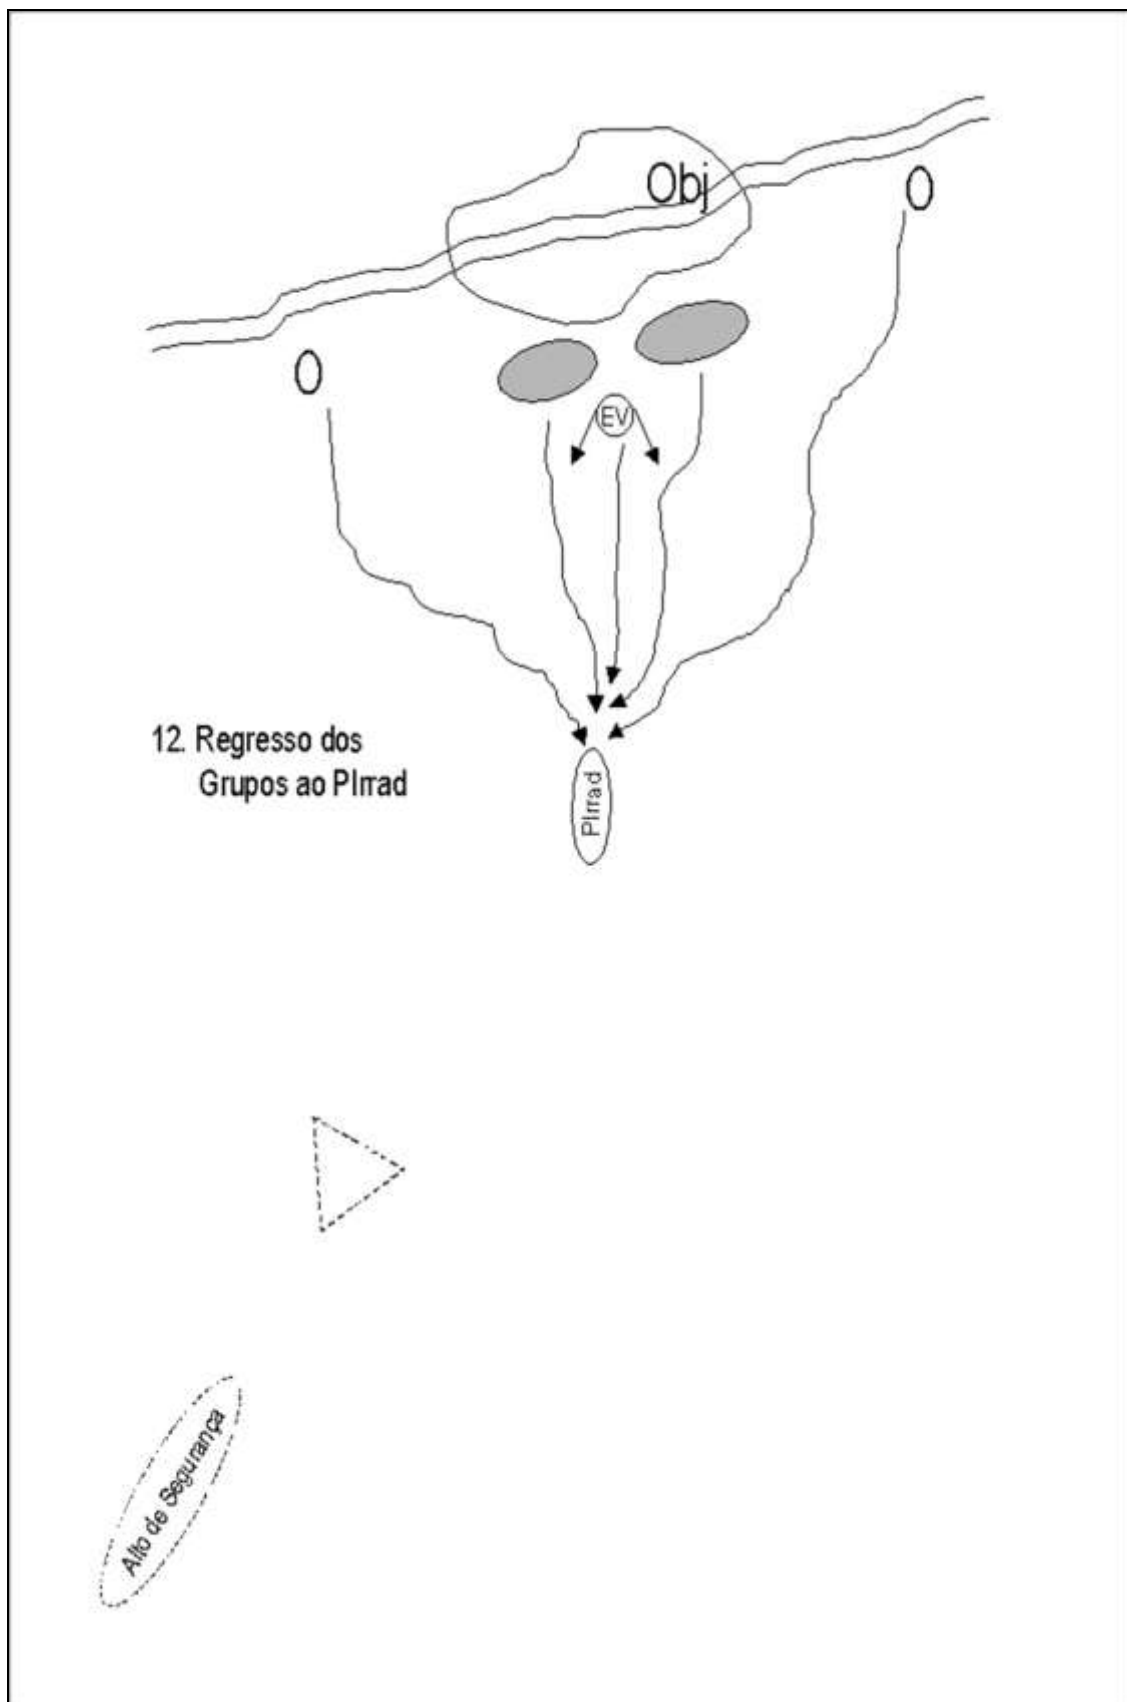 Obj
EV
12. Regresso dos
Grupos ao PIrrad
PIrrad
Alto de Segurança